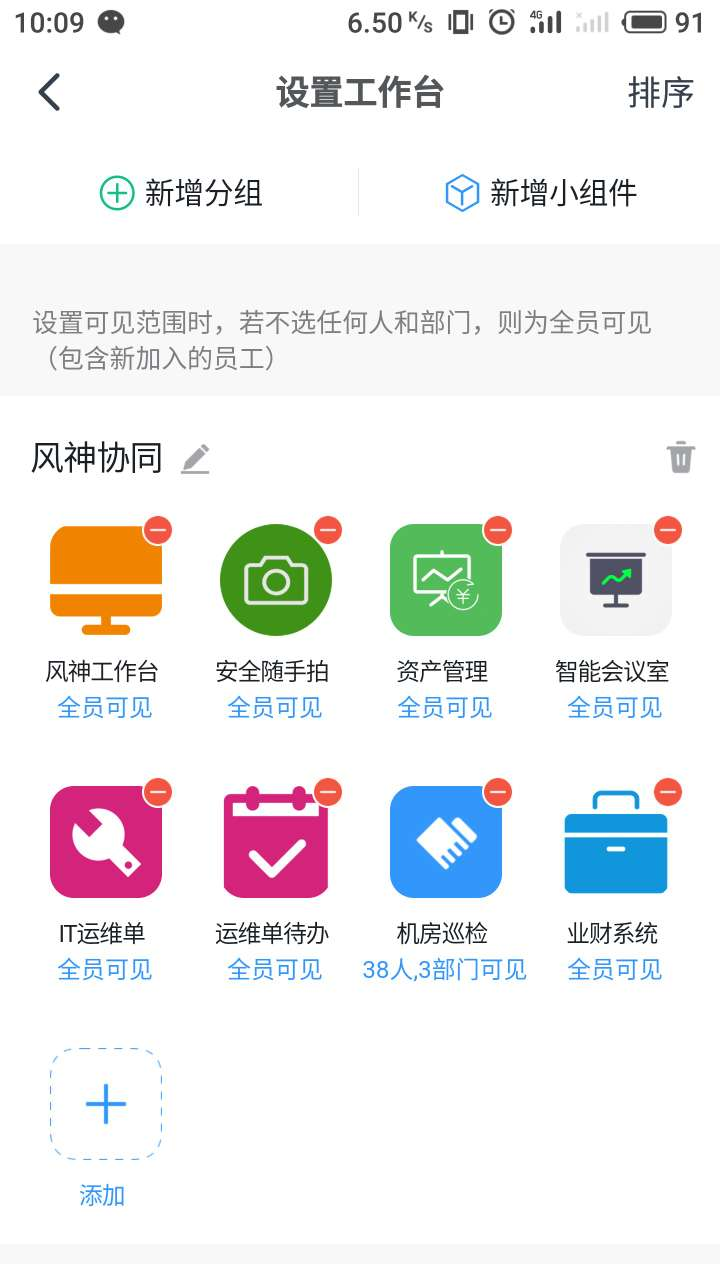 10:09 6.50 K/s 4G 91
设置工作台 排序
新增分组 新增小组件
设置可见范围时，若不选任何人和部门，则为全员可见
（包含新加入的员工）
风神协同
风神工作台 安全随手拍 资产管理 智能会议室
全员可见 全员可见 全员可见 全员可见
IT运维单 运维单待办 机房巡检 业财系统
全员可见 全员可见 38人,3部门可见 全员可见
添加